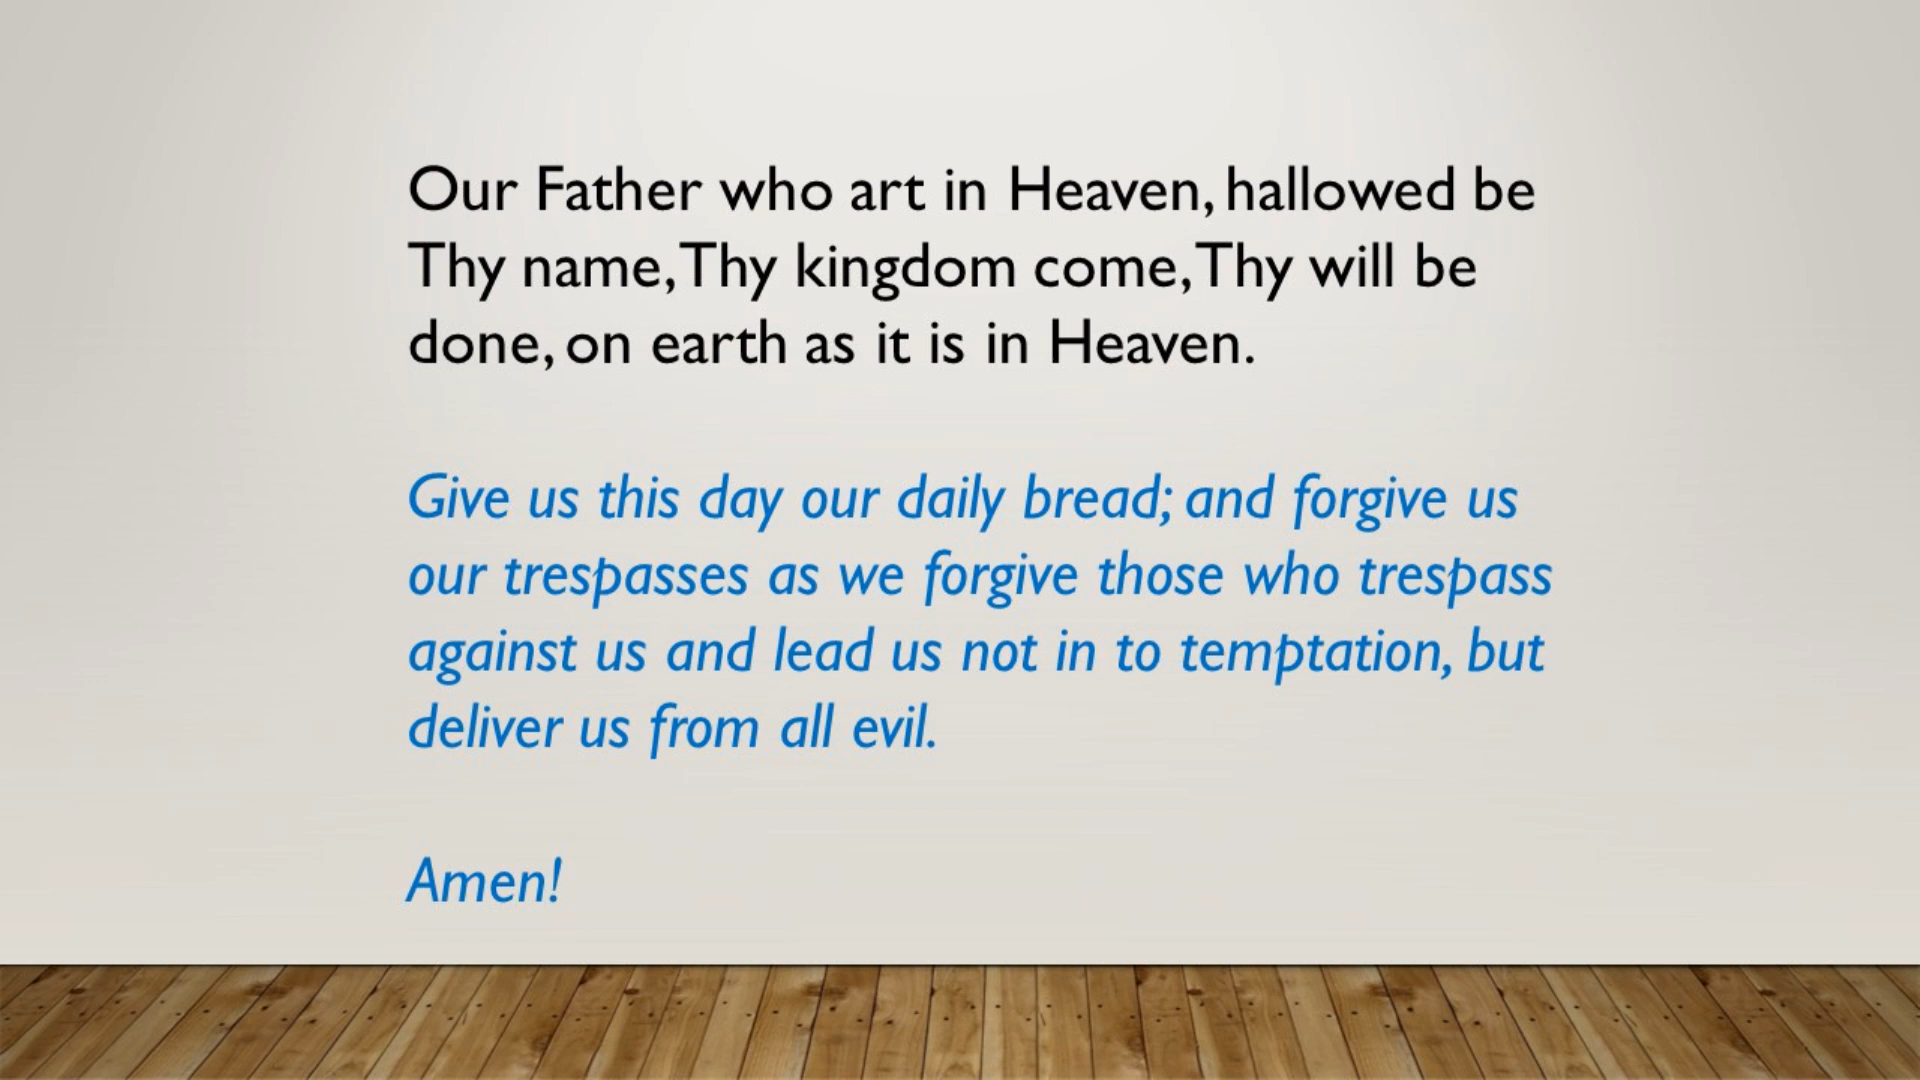 Our Father who art in Heaven, hallowed be
Thy name, Thy kingdom come, Thy will be
done, on earth as it is in Heaven.
Give us this day our daily bread; and forgive us
our trespasses as we forgive those who trespass
against us and lead us not in to temptation, but
deliver us from all evil.
Amen!